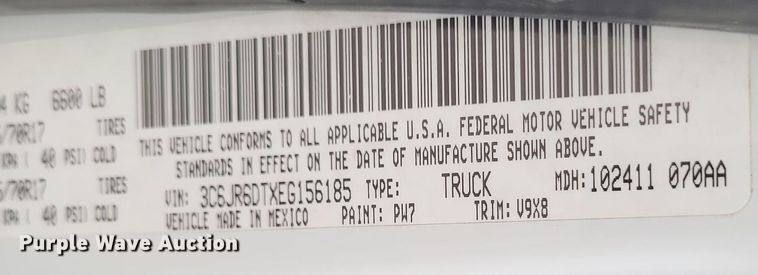 4 KG 6600 LB
/70R17 TIRES
KPA ( 40 PSI) COLD
/70R17 TIRES
KPA ( 40 PSI) COLD
THIS VEHICLE CONFORMS TO ALL APPLICABLE U.S.A. FEDERAL MOTOR VEHICLE SAFETY
STANDARDS IN EFFECT ON THE DATE OF MANUFACTURE SHOWN ABOVE.
VIN: 3C6JR6DTXEG156185 TYPE: TRUCK MDH: 102411 070AA
VEHICLE MADE IN MEXICO PAINT: PW7 TRIM: V9X8
Purple Wave Auction